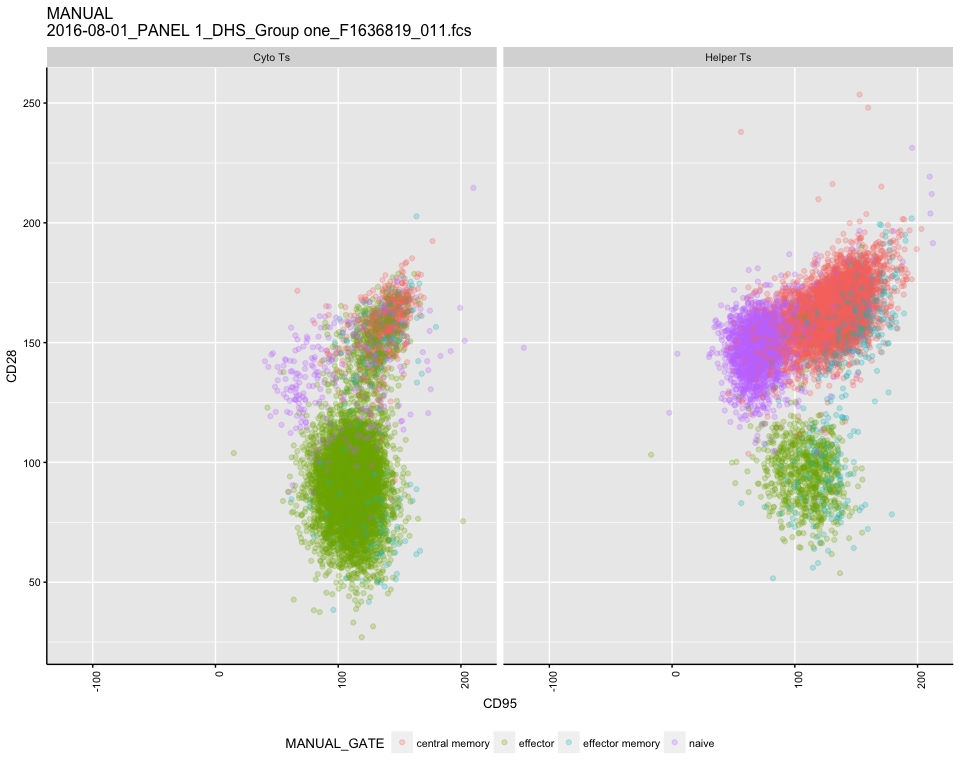 MANUAL
2016-08-01_PANEL 1_DHS_Group one_F1636819_011.fcs
Cyto Ts Helper Ts
250
200
150
100
50
CD28
-100 0 100 200 -100 0 100 200
CD95
MANUAL_GATE central memory effector effector memory naive